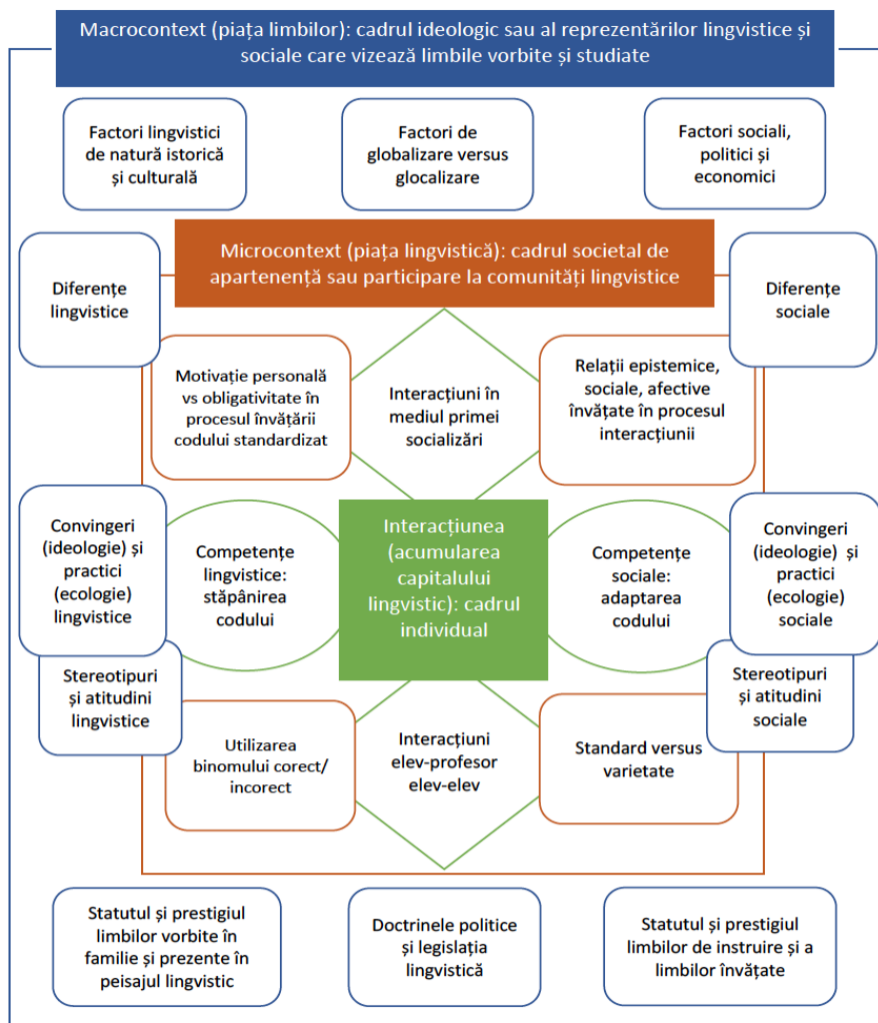 Macrocontext (piața limbilor): cadrul ideologic sau al reprezentărilor lingvistice și
sociale care vizează limbile vorbite și studiate
Factori lingvistici
de natură istorică
și culturală
Factori de
globalizare versus
glocalizare
Factori sociali,
politici și
economici
Microcontext (piața lingvistică): cadrul societal de
apartenență sau participare la comunități lingvistice
Diferențe
lingvistice
Diferențe
sociale
Motivație personală
vs obligativitate în
procesul învățării
codului standardizat
Interacțiuni în
mediul primei
socializări
Relații epistemice,
sociale, afective
învățate în procesul
interacțiunii
Convingeri
(ideologie) și
practici
(ecologie)
lingvistice
Competențe
lingvistice:
stăpânirea
codului
Interacțiunea
(acumularea
capitalului
lingvistic): cadrul
individual
Competențe
sociale:
adaptarea
codului
Convingeri
(ideologie) și
practici
(ecologie)
sociale
Stereotipuri
și atitudini
lingvistice
Stereotipuri
și atitudini
sociale
Utilizarea
binomului corect/
incorect
Interacțiuni
elev-profesor
elev-elev
Standard versus
varietate
Statutul și prestigiul
limbilor vorbite în
familie și prezente în
peisajul lingvistic
Doctrinele politice
și legislația
lingvistică
Statutul și prestigiul
limbilor de instruire și a
limbilor învățate